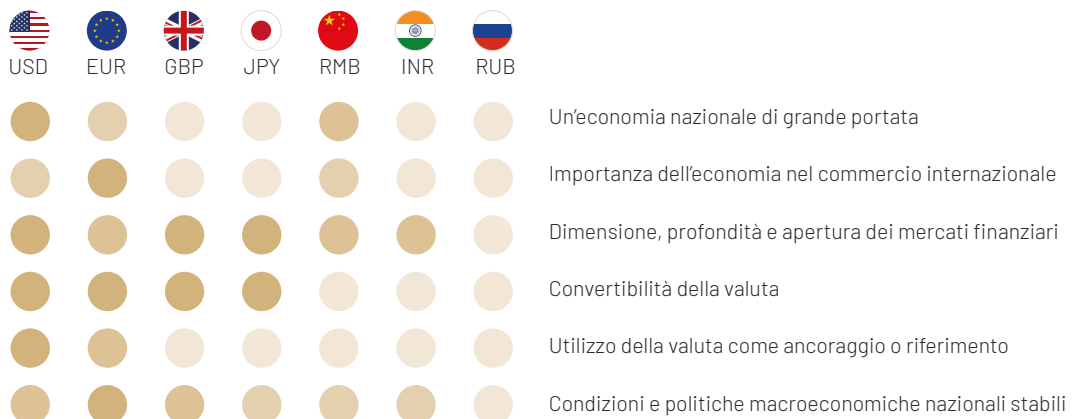 USD EUR GBP JPY RMB INR RUB
Un’economia nazionale di grande portata
Importanza dell’economia nel commercio internazionale
Dimensione, profondità e apertura dei mercati finanziari
Convertibilità della valuta
Utilizzo della valuta come ancoraggio o riferimento
Condizioni e politiche macroeconomiche nazionali stabili